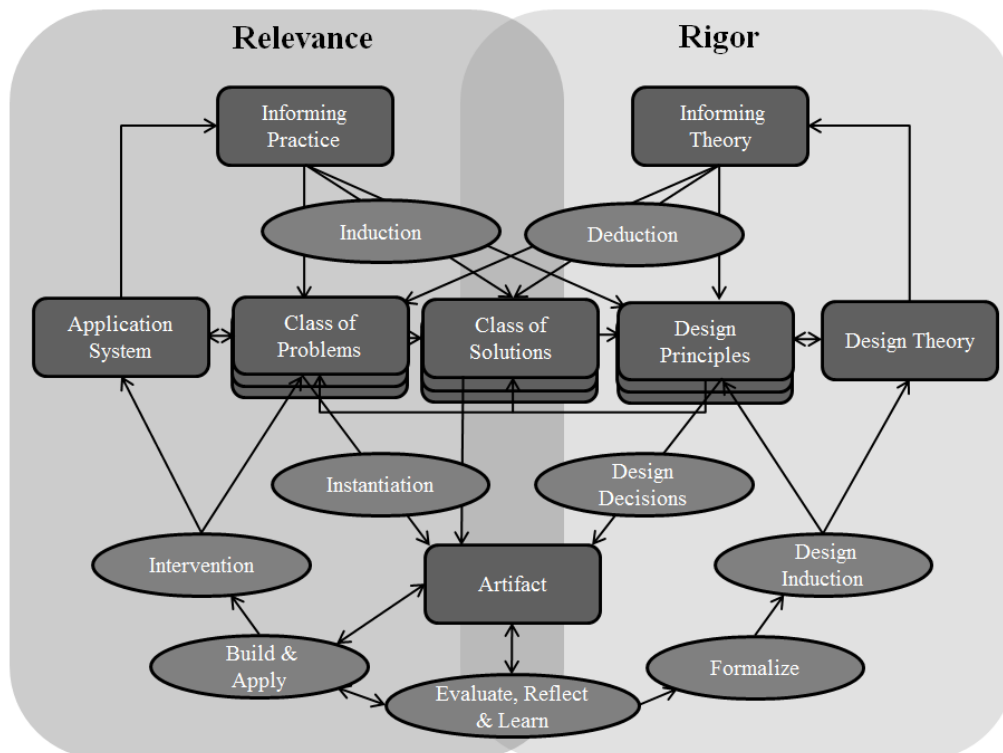 Relevance
Rigor
Informing
Practice
Informing
Theory
Induction
Deduction
Application
System
Class of
Problems
Class of
Solutions
Design
Principles
Design Theory
Instantiation
Design
Decisions
Intervention
Artifact
Design
Induction
Build &
Apply
Evaluate, Reflect
& Learn
Formalize